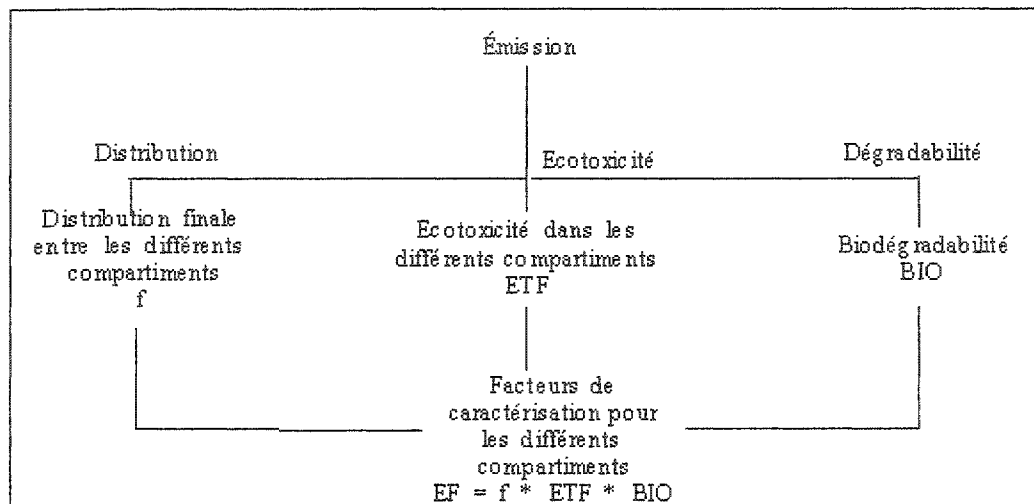 Émission
Distribution
Ecotoxicité
Dégradabilité
Distribution finale
entre les différents
compartiments
f
Ecotoxicité dans les
différents compartiments
ETF
Biodégradabilité
BIO
Facteurs de
caractérisation pour
les différents
compartiments
EF = f * ETF * BIO